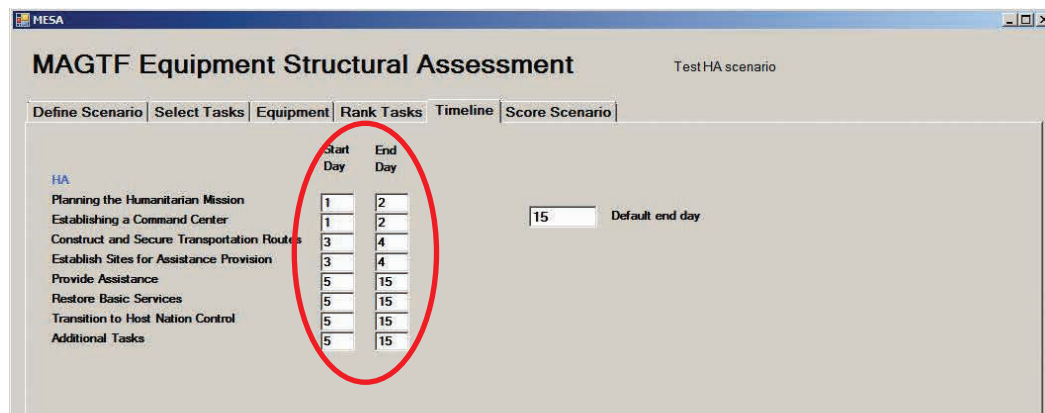 MESA
MAGTF Equipment Structural Assessment
Test HA scenario
Define Scenario Select Tasks Equipment Rank Tasks Timeline Score Scenario
Start Day End Day
HA
Planning the Humanitarian Mission 1 2
Establishing a Command Center 1 2
15 Default end day
Construct and Secure Transportation Routes 3 4
Establish Sites for Assistance Provision 3 4
Provide Assistance 5 15
Restore Basic Services 5 15
Transition to Host Nation Control 5 15
Additional Tasks 5 15